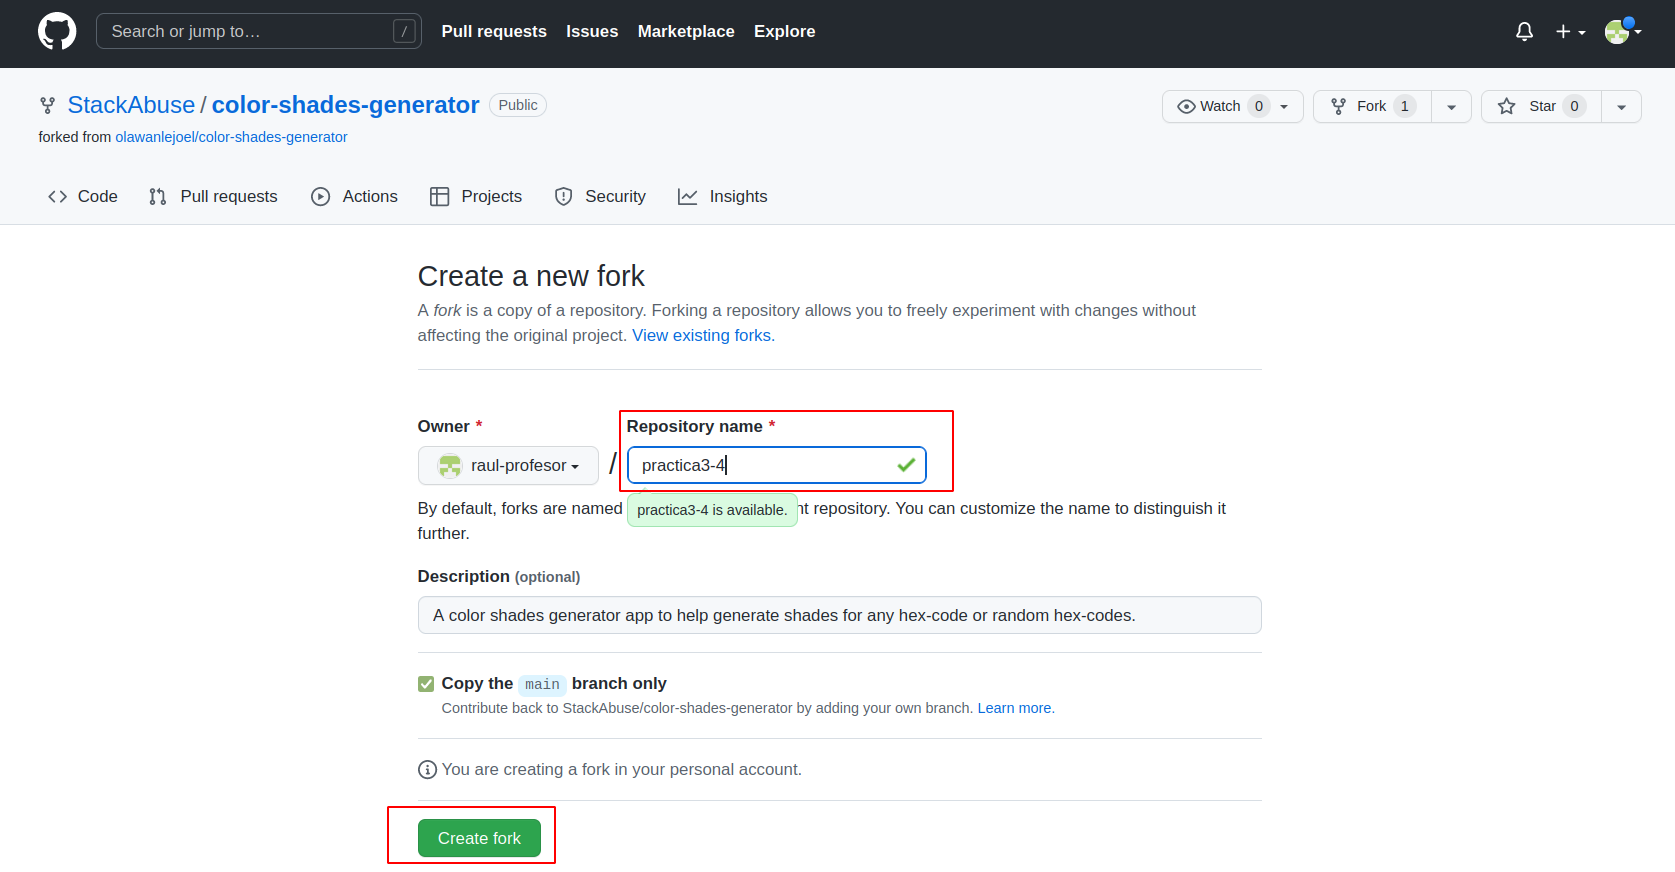 Search or jump to… /
Pull requests Issues Marketplace Explore
StackAbuse / color-shades-generator Public
Watch 0 Fork 1 Star 0
forked from olawanlejoel/color-shades-generator
Code Pull requests Actions Projects Security Insights
Create a new fork
A fork is a copy of a repository. Forking a repository allows you to freely experiment with changes without
affecting the original project. View existing forks.
Owner * Repository name *
raul-profesor / practica3-4
By default, forks are named nt repository. You can customize the name to distinguish it
practica3-4 is available.
further.
Description (optional)
A color shades generator app to help generate shades for any hex-code or random hex-codes.
Copy the main branch only
Contribute back to StackAbuse/color-shades-generator by adding your own branch. Learn more.
You are creating a fork in your personal account.
Create fork